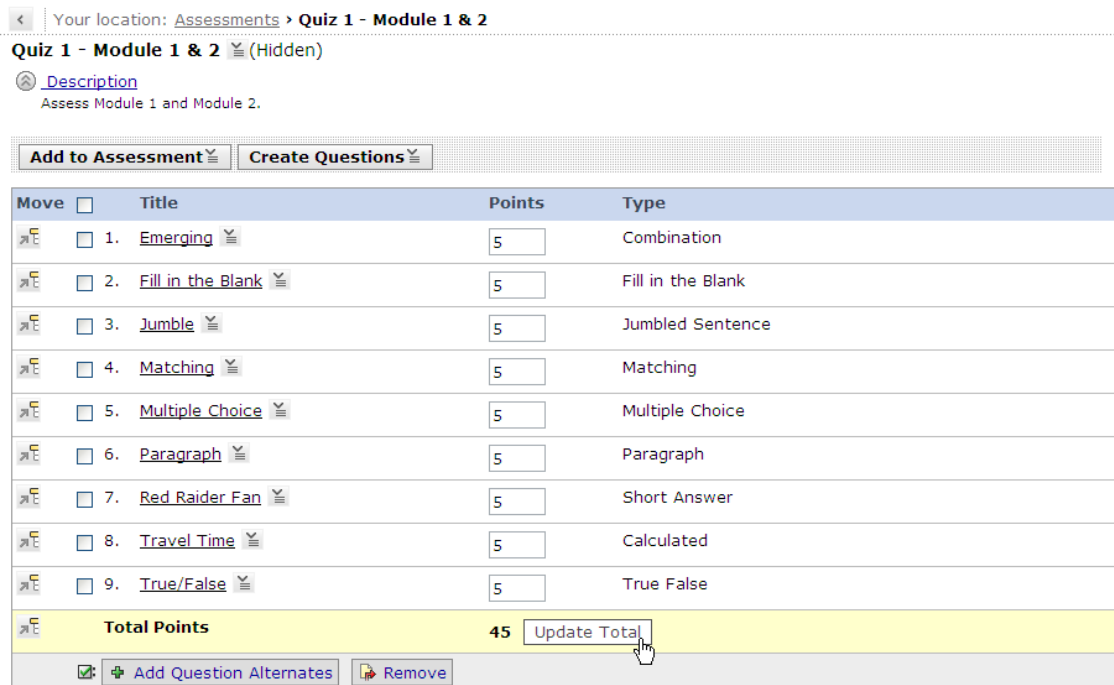 Your location: Assessments › Quiz 1 - Module 1 & 2
Quiz 1 - Module 1 & 2 (Hidden)
Description
Assess Module 1 and Module 2.
Add to Assessment Create Questions
Move Title Points Type
1. Emerging 5 Combination
2. Fill in the Blank 5 Fill in the Blank
3. Jumble 5 Jumbled Sentence
4. Matching 5 Matching
5. Multiple Choice 5 Multiple Choice
6. Paragraph 5 Paragraph
7. Red Raider Fan 5 Short Answer
8. Travel Time 5 Calculated
9. True/False 5 True False
Total Points 45 Update Total
Add Question Alternates Remove